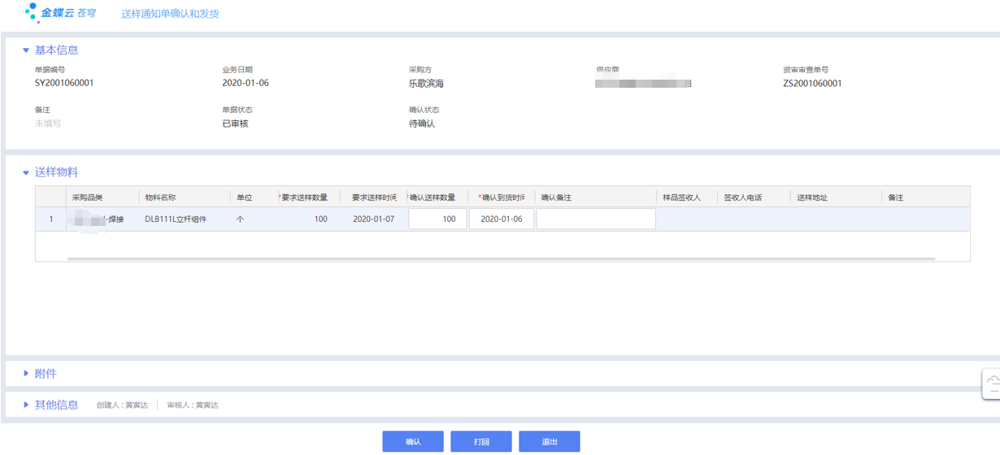 金蝶云 苍穹 送样通知单确认和发货
基本信息
单据编号 业务日期 采购方 供应商 资审审查单号
SY2001060001 2020-01-06 乐歌滨海 ZS2001060001
备注 单据状态 确认状态
未填写 已审核 待确认
送样物料
采购品类 物料名称 单位 *要求送样数量 要求送样时间 *确认送样数量 *确认到货时间 确认备注 样品签收人 签收人电话 送样地址 备注
1 -焊接 DLB111L立杆组件 个 100 2020-01-07 100 2020-01-06
附件
其他信息 创建人 : 黄寅达 审核人 : 黄寅达
确认 打回 退出